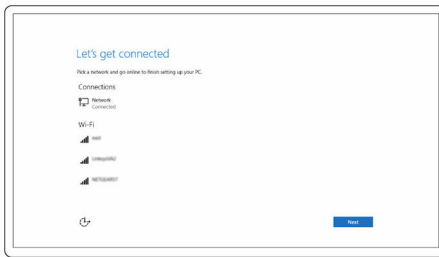 Let's get connected
Pick a network and go online to finish setting up your PC.
Connections
Network
Connected
Wi-Fi
Next